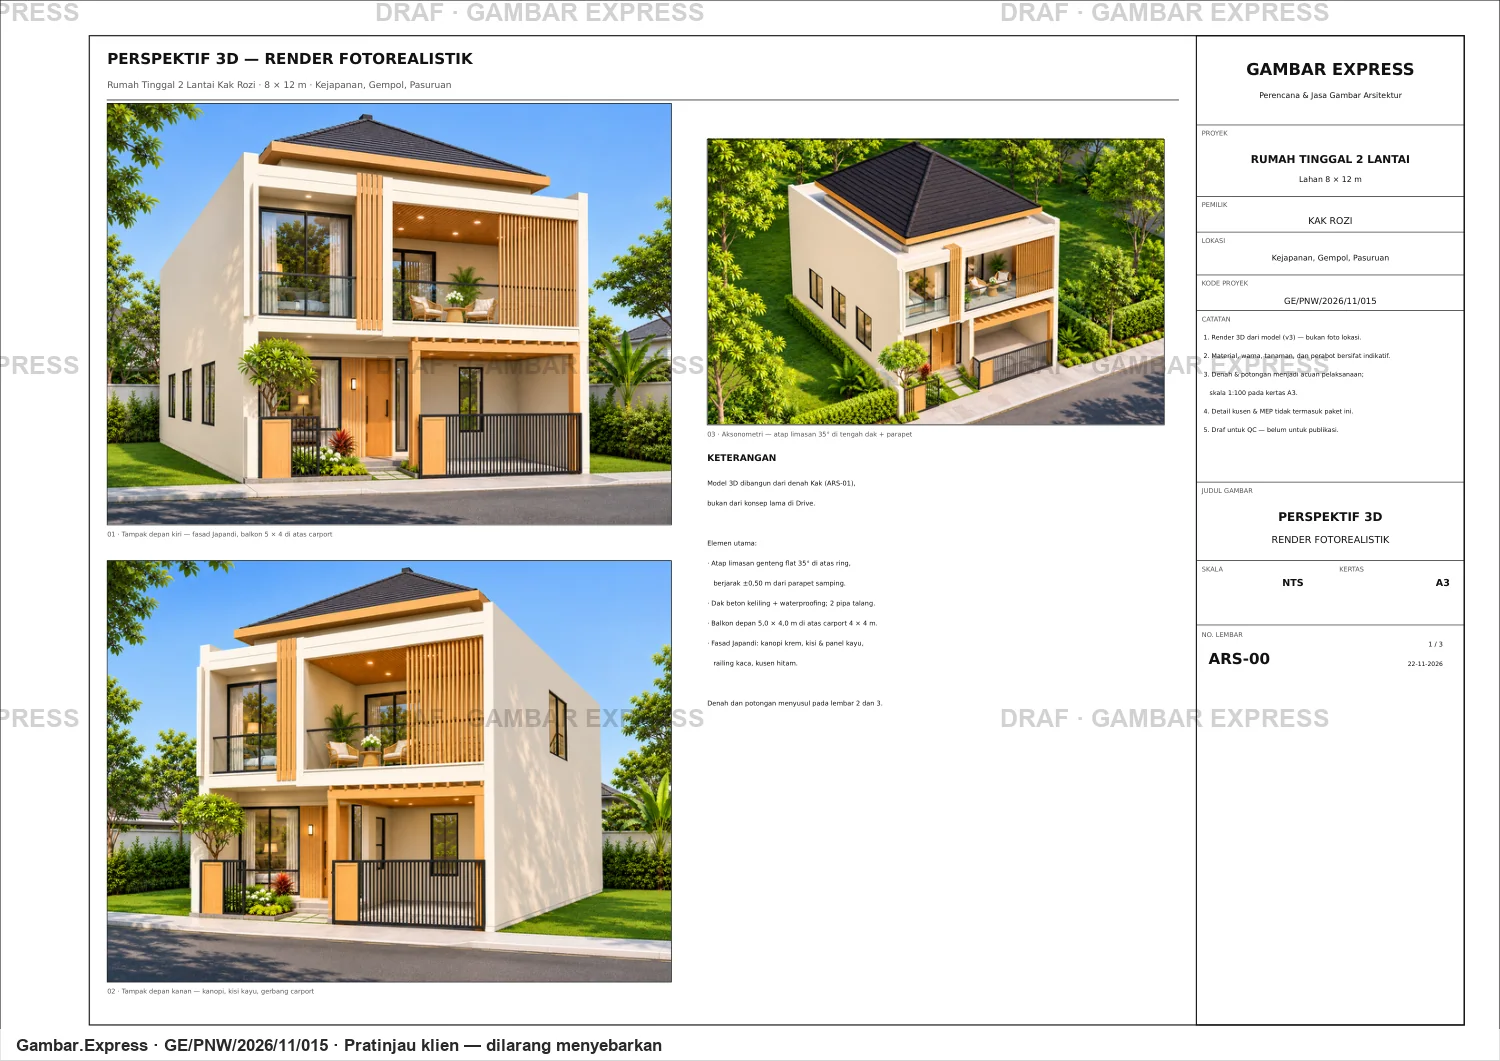 PRESS
DRAF · GAMBAR EXPRESS
DRAF · GAMBAR EXPRESS
PERSPEKTIF 3D — RENDER FOTOREALISTIK
Rumah Tinggal 2 Lantai Kak Rozi · 8 × 12 m · Kejapanan, Gempol, Pasuruan
01 · Tampak depan kiri — fasad Japandi, balkon 5 × 4 di atas carport
02 · Tampak depan kanan — kanopi, kisi kayu, gerbang carport
03 · Aksonometri — atap limasan 35° di tengah dak + parapet
KETERANGAN
Model 3D dibangun dari denah Kak (ARS-01),
bukan dari konsep lama di Drive.
Elemen utama:
· Atap limasan genteng flat 35° di atas ring,
berjarak ±0,50 m dari parapet samping.
· Dak beton keliling + waterproofing; 2 pipa talang.
· Balkon depan 5,0 × 4,0 m di atas carport 4 × 4 m.
· Fasad Japandi: kanopi krem, kisi & panel kayu,
railing kaca, kusen hitam.
Denah dan potongan menyusul pada lembar 2 dan 3.
GAMBAR EXPRESS
Perencana & Jasa Gambar Arsitektur
PROYEK
RUMAH TINGGAL 2 LANTAI
Lahan 8 × 12 m
PEMILIK
KAK ROZI
LOKASI
Kejapanan, Gempol, Pasuruan
KODE PROYEK
GE/PNW/2026/11/015
CATATAN
1. Render 3D dari model (v3) — bukan foto lokasi.
2. Material, warna, tanaman, dan perabot bersifat indikatif.
3. Denah & potongan menjadi acuan pelaksanaan;
skala 1:100 pada kertas A3.
4. Detail kusen & MEP tidak termasuk paket ini.
5. Draf untuk QC — belum untuk publikasi.
JUDUL GAMBAR
PERSPEKTIF 3D
RENDER FOTOREALISTIK
SKALA
NTS
KERTAS
A3
NO. LEMBAR
ARS-00
1 / 3
22-11-2026
PRESS
DRAF · GAMBAR EXPRESS
DRAF · GAMBAR EXPRESS
PRESS
DRAF · GAMBAR EXPRESS
DRAF · GAMBAR EXPRESS
Gambar.Express · GE/PNW/2026/11/015 · Pratinjau klien — dilarang menyebarkan